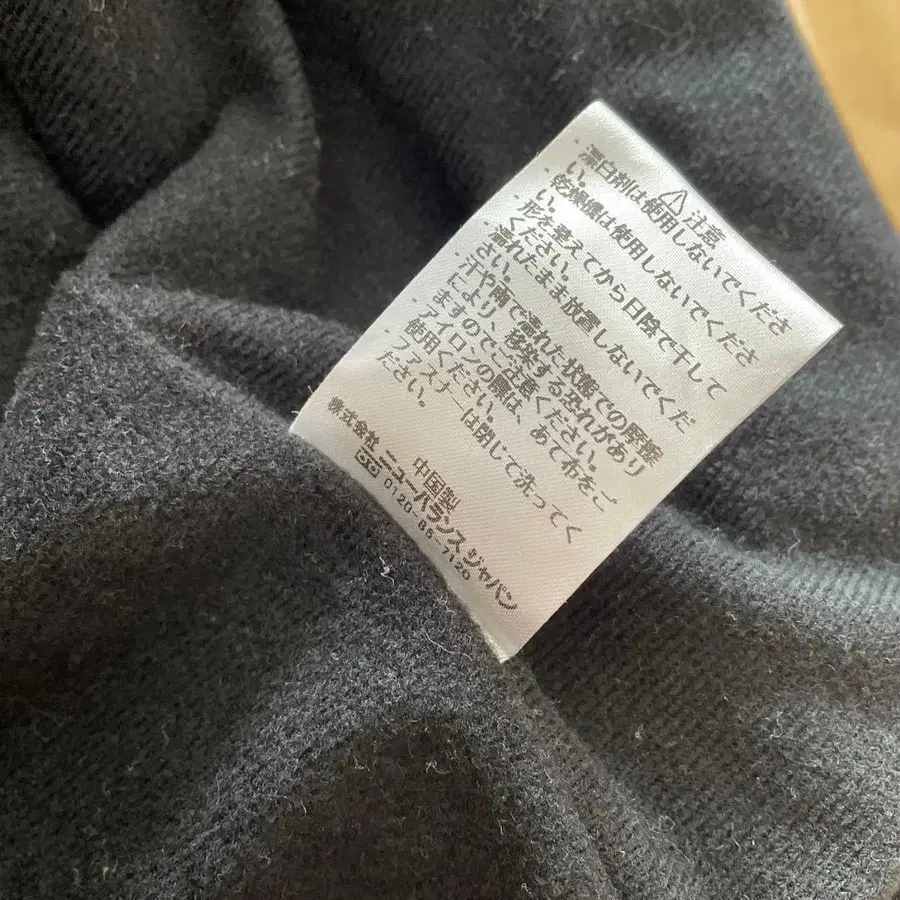 ⚠注意
・漂白剤は使用しないでくださ
い。
・乾燥機は使用しないでくださ
い。
・形を整えてから日陰で干して
ください。
・濡れたまま放置しないでくだ
さい。
・汗や雨で濡れた状態での摩擦
により、移染する恐れがあり
ますのでご注意ください。
・アイロンの際は、あて布をご
使用ください。
・ファスナーは閉じて洗ってく
ださい。
中国製
株式会社ニューバランスジャパン
0120-85-7120